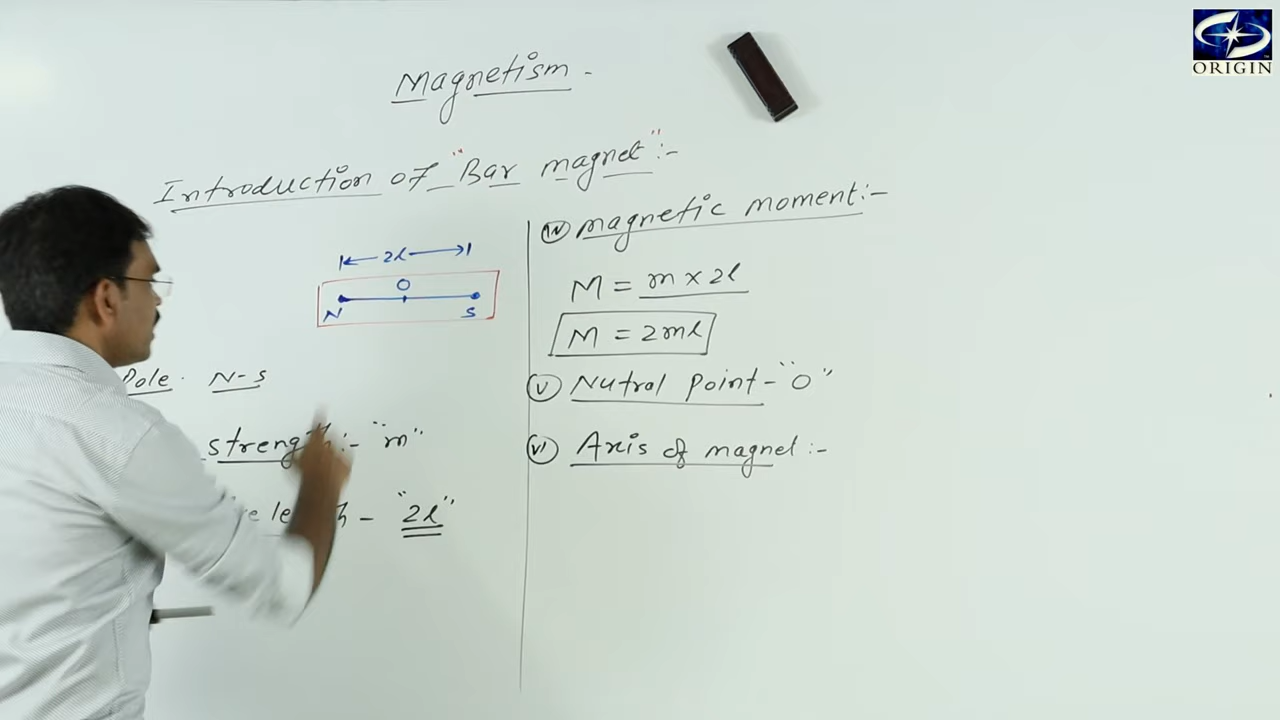 Magnetism -
Introduction of "Bar magnet" :-
2l
O
N S
Pole. N-S
:- "m"
- "2l"
(iv) magnetic moment :-
M = m x 2l
M = 2ml
(v) Nutral point - "O"
(vi) Axis of magnet :-
ORIGIN